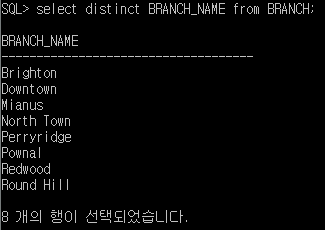 SQL> select distinct BRANCH_NAME from BRANCH;
BRANCH_NAME
------------------------------------
Brighton
Downtown
Mianus
North Town
Perryridge
Pownal
Redwood
Round Hill
8 개의 행이 선택되었습니다.